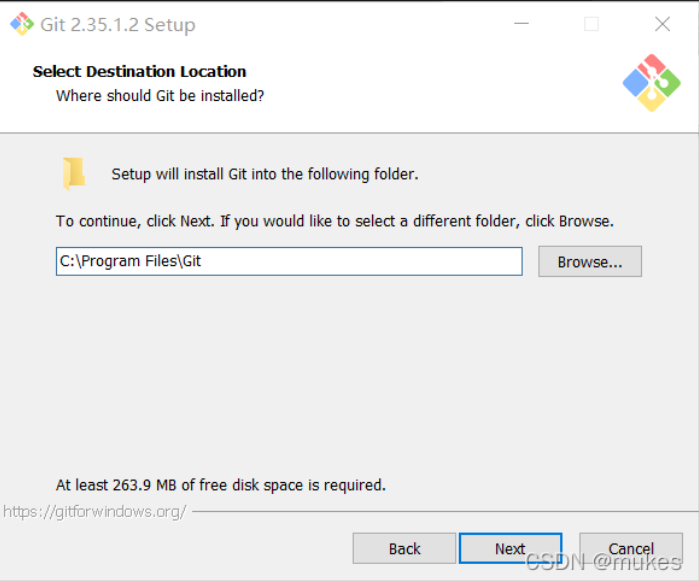 Git 2.35.1.2 Setup
Select Destination Location
Where should Git be installed?
Setup will install Git into the following folder.
To continue, click Next. If you would like to select a different folder, click Browse.
C:\Program Files\Git
Browse...
At least 263.9 MB of free disk space is required.
https://gitforwindows.org/
Back
Next
Cancel
CSDN @mukes